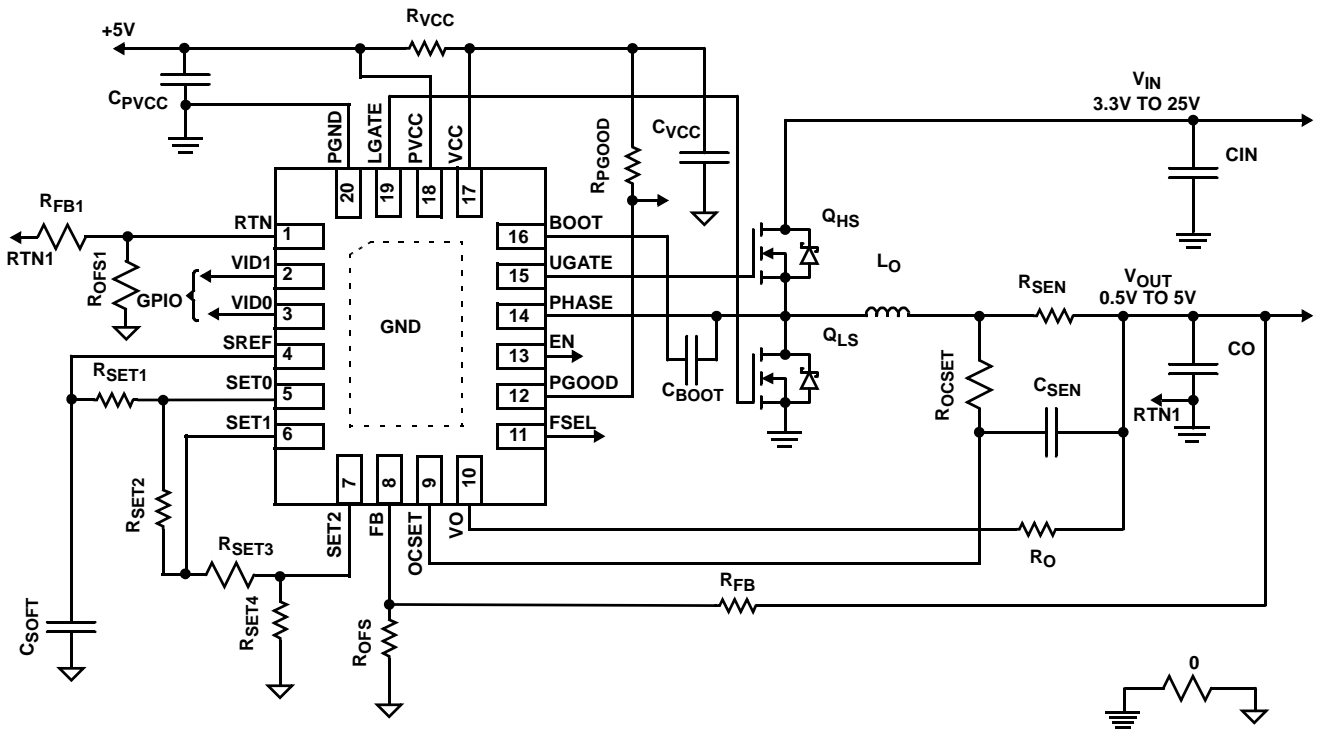 +5V
RVCC
CPVCC
PGND
LGATE
PVCC
VCC
20
19
18
17
RPGOOD
CVCC
VIN
3.3V TO 25V
CIN
RFB1
RTN1
ROFS1
GPIO
RTN
1
VID1
2
VID0
3
SREF
4
SET0
5
SET1
6
GND
16
BOOT
15
UGATE
14
PHASE
13
EN
12
PGOOD
11
FSEL
QHS
QLS
CBOOT
LO
RSEN
VOUT
0.5V TO 5V
CO
RTN1
ROCSET
CSEN
RSET1
RSET2
RSET3
RSET4
CSOFT
7
8
9
10
SET2
FB
OCSET
VO
RO
RFB
ROFS
0